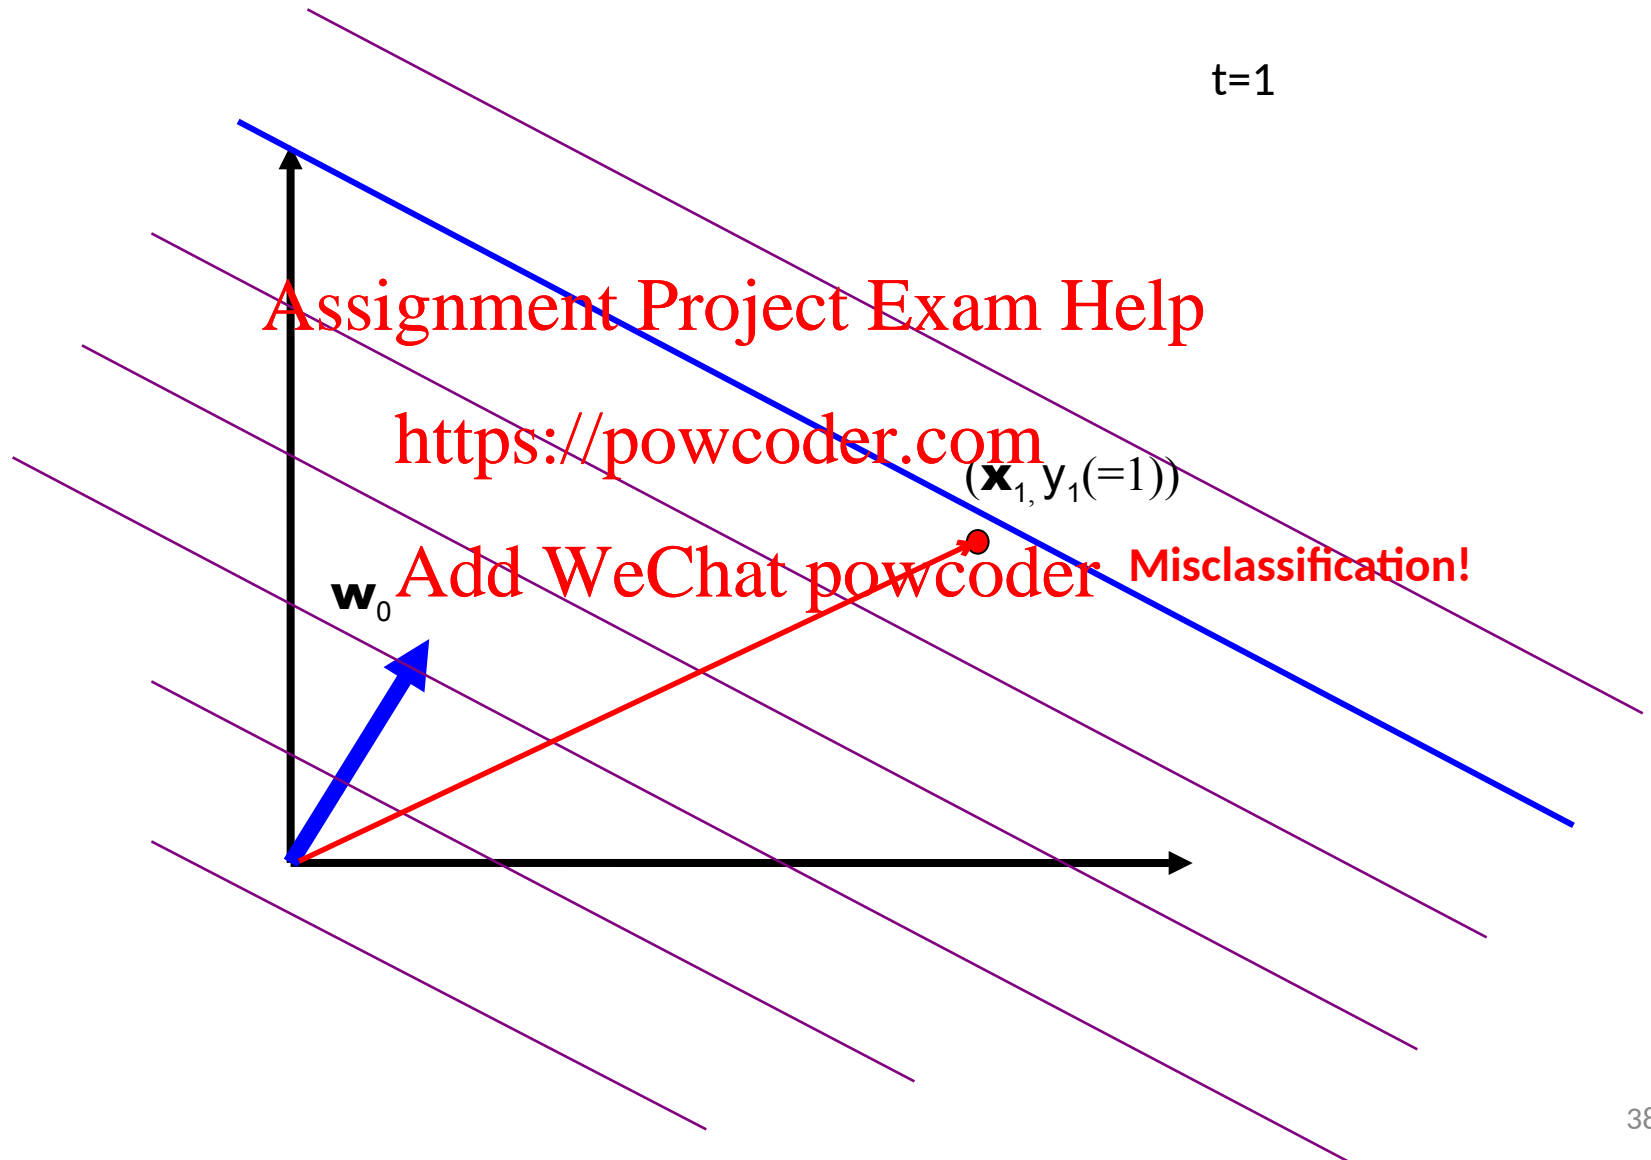 t=1
Assignment Project Exam Help
https://powcoder.com
(x1, y1(=1))
Add WeChat powcoder
Misclassification!
w0
38